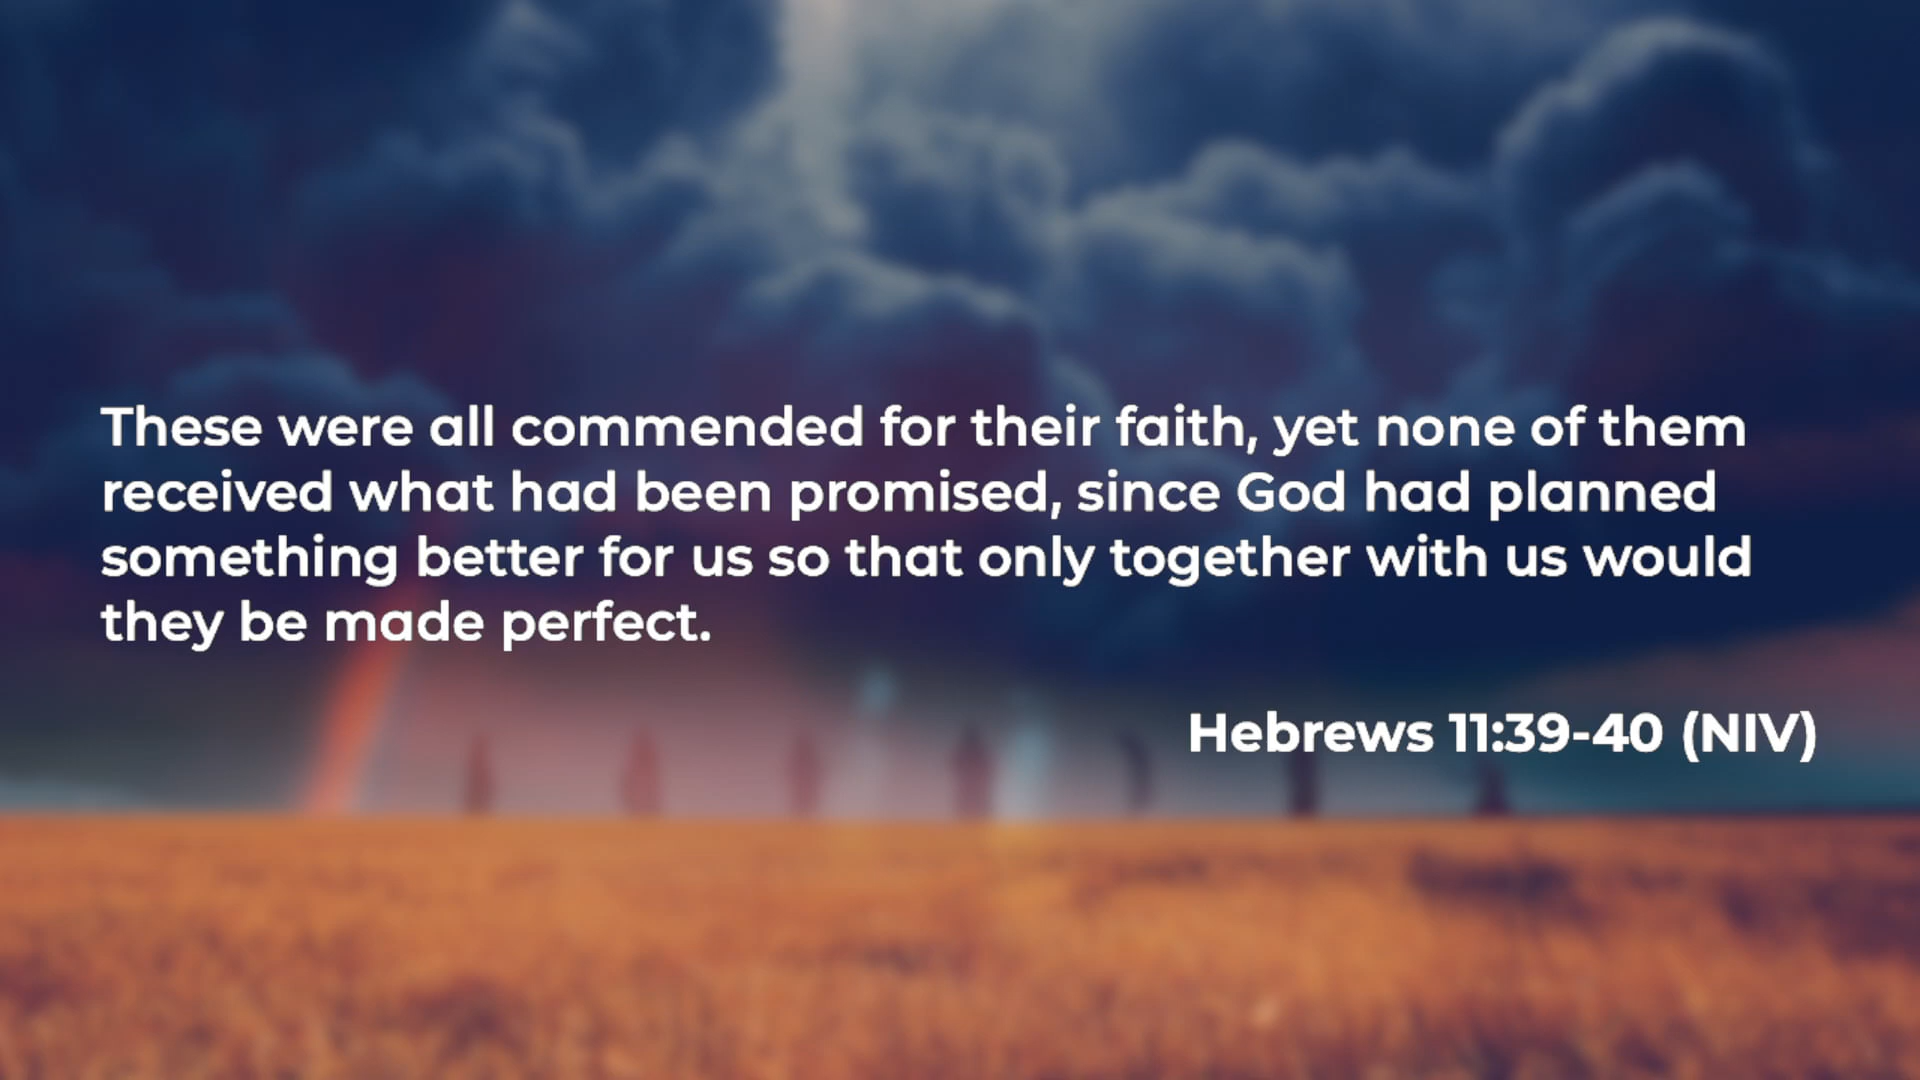 These were all commended for their faith, yet none of them
received what had been promised, since God had planned
something better for us so that only together with us would
they be made perfect.
Hebrews 11:39-40 (NIV)